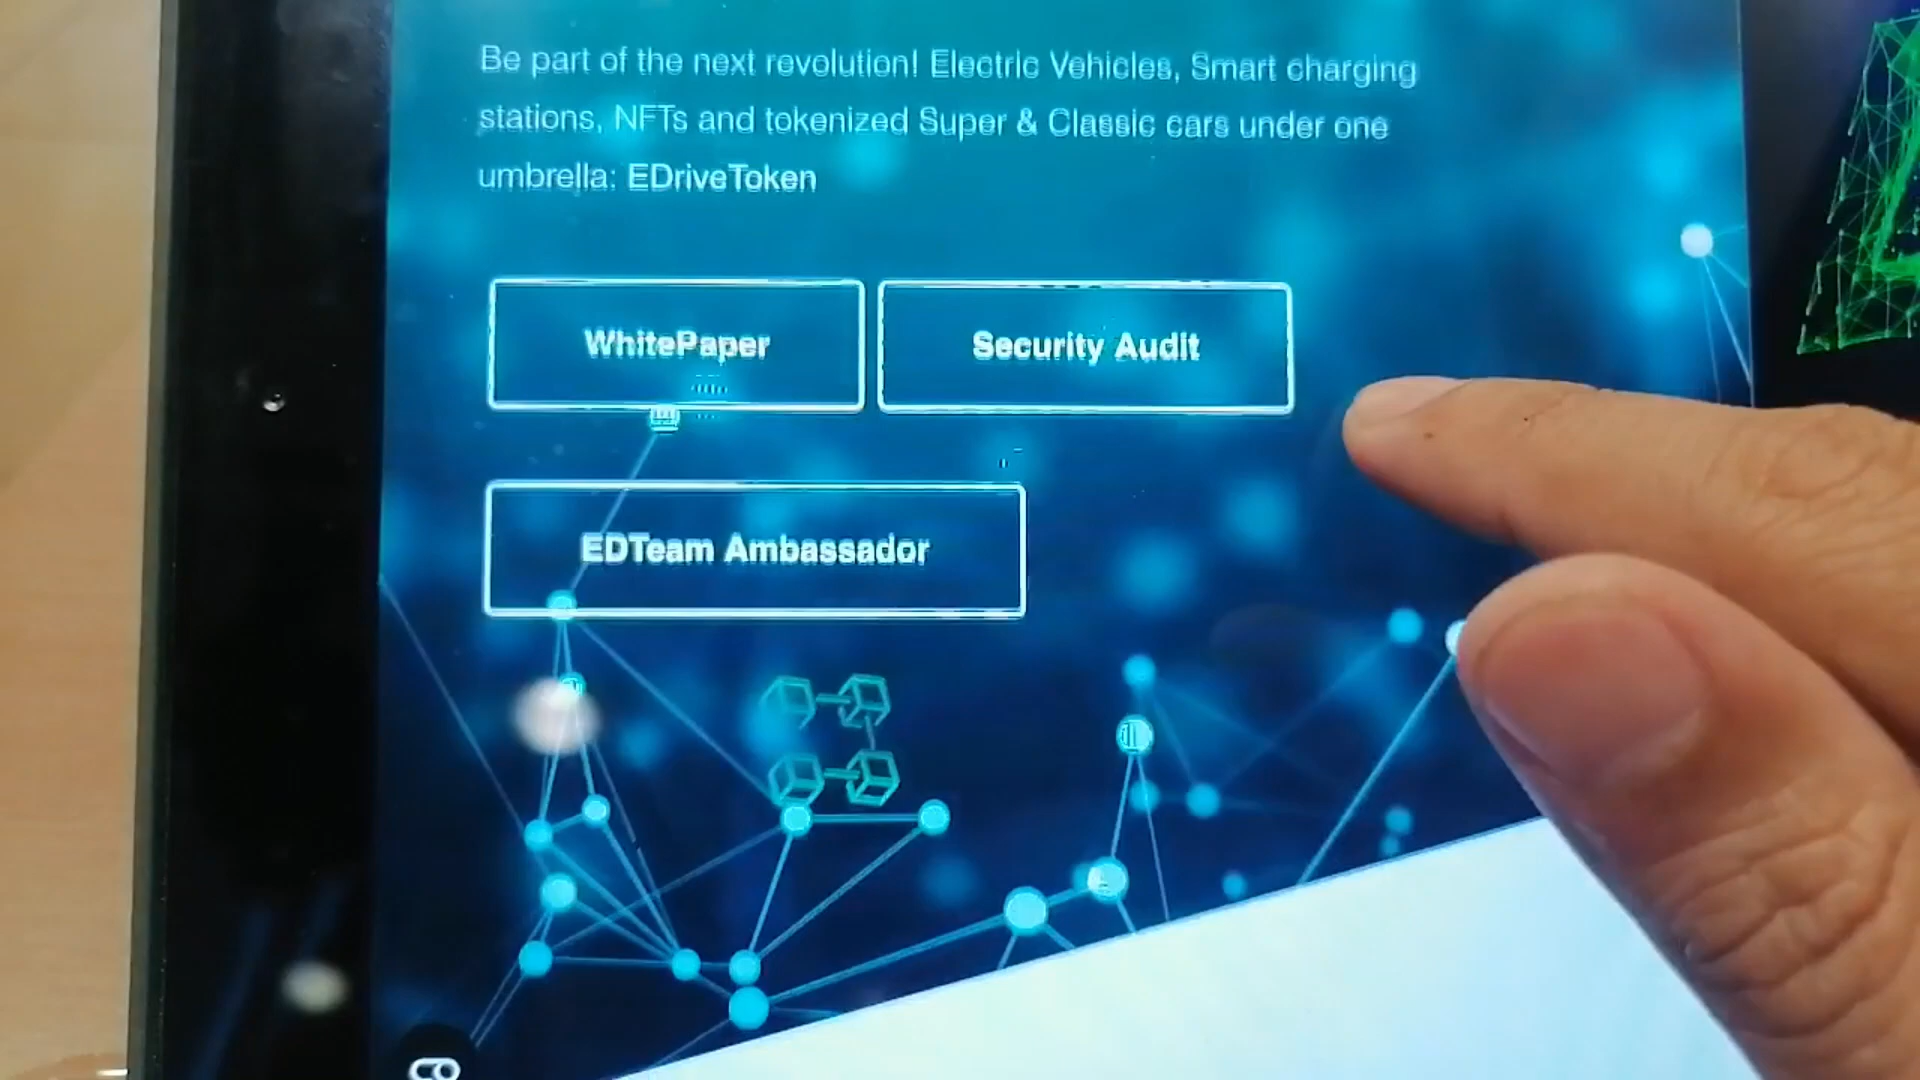 Be part of the next revolution! Electric Vehicles, Smart charging
stations, NFTs and tokenized Super & Classic cars under one
umbrella: EDriveToken
WhitePaper
Security Audit
EDTeam Ambassador